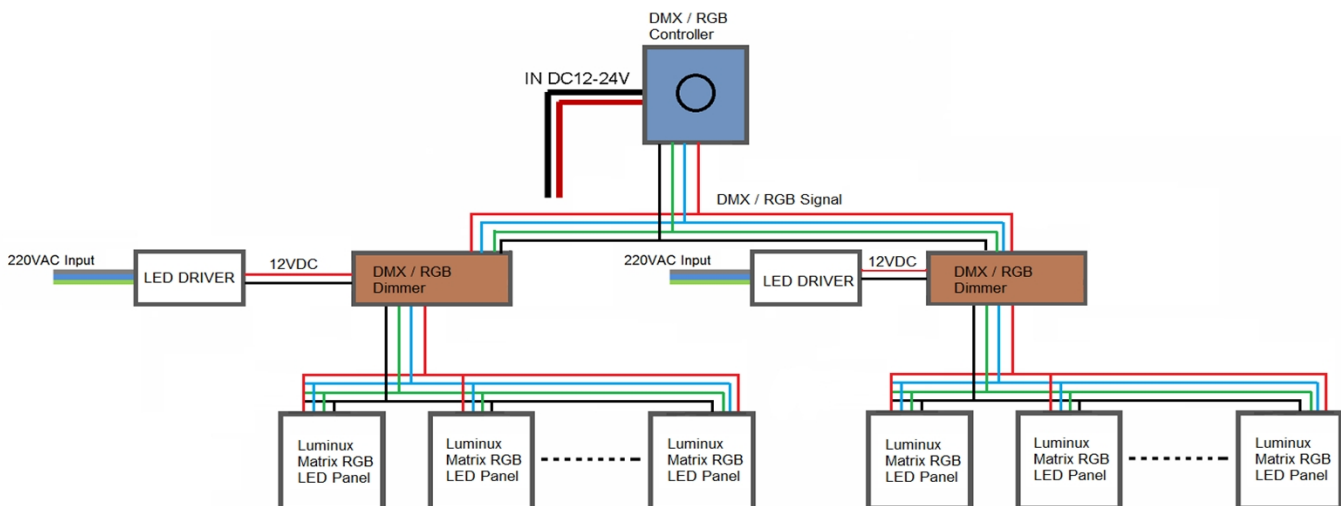 DMX / RGB
Controller
IN DC12-24V
DMX / RGB Signal
220VAC Input
LED DRIVER
12VDC
DMX / RGB
Dimmer
220VAC Input
LED DRIVER
12VDC
DMX / RGB
Dimmer
Luminux
Matrix RGB
LED Panel
Luminux
Matrix RGB
LED Panel
Luminux
Matrix RGB
LED Panel
Luminux
Matrix RGB
LED Panel
Luminux
Matrix RGB
LED Panel
Luminux
Matrix RGB
LED Panel